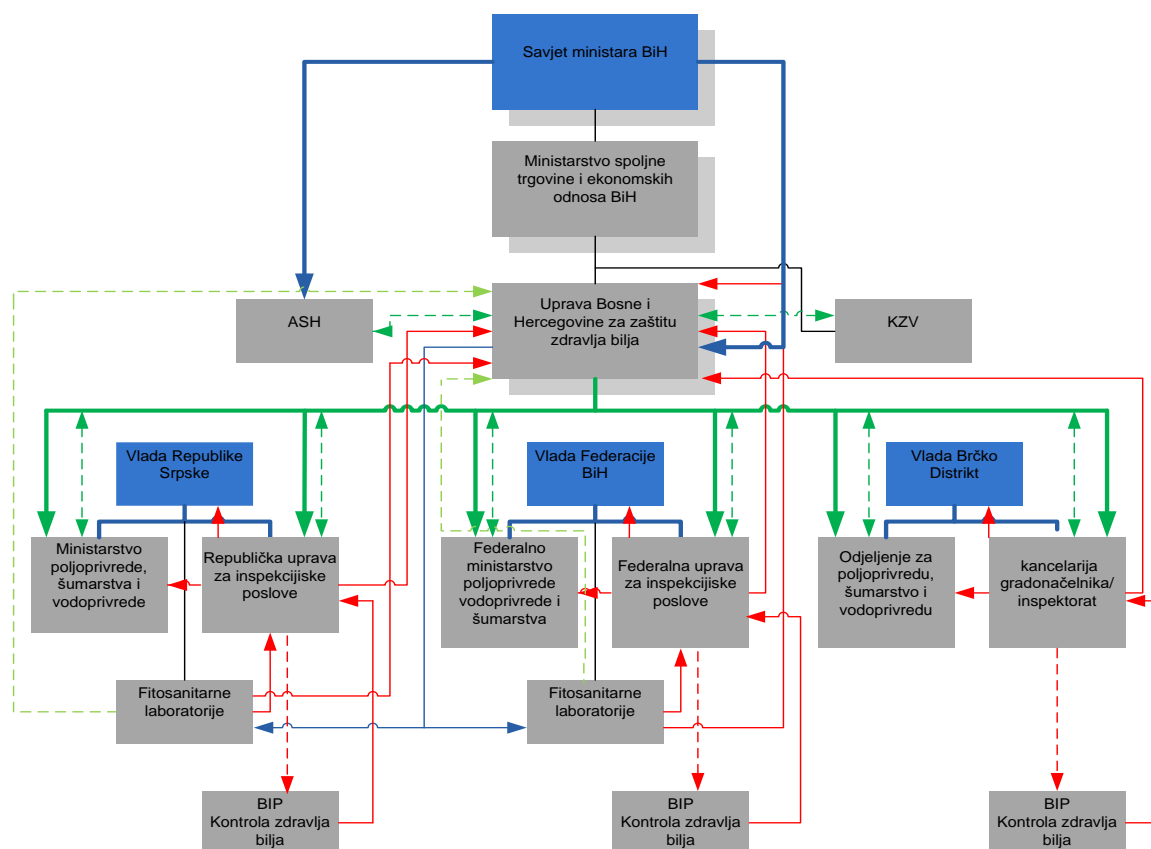 Savjet ministara BiH
Ministarstvo spoljne
trgovine i ekonomskih
odnosa BiH
ASH
Uprava Bosne i
Hercegovine za zaštitu
zdravlja bilja
KZV
Vlada Republike
Srpske
Vlada Federacije
BiH
Vlada Brčko
Distrikt
Ministarstvo
poljoprivrede,
šumarstva i
vodoprivrede
Republička uprava
za inspekcijiske
poslove
Federalno
ministarstvo
poljoprivrede
vodoprivrede i
šumarstva
Federalna uprava
za inspekcijiske
poslove
Odjeljenje za
poljoprivredu,
šumarstvo i
vodoprivredu
kancelarija
gradonačelnika/
inspektorat
Fitosanitarne
laboratorije
Fitosanitarne
laboratorije
BIP
Kontrola zdravlja
bilja
BIP
Kontrola zdravlja
bilja
BIP
Kontrola zdravlja
bilja